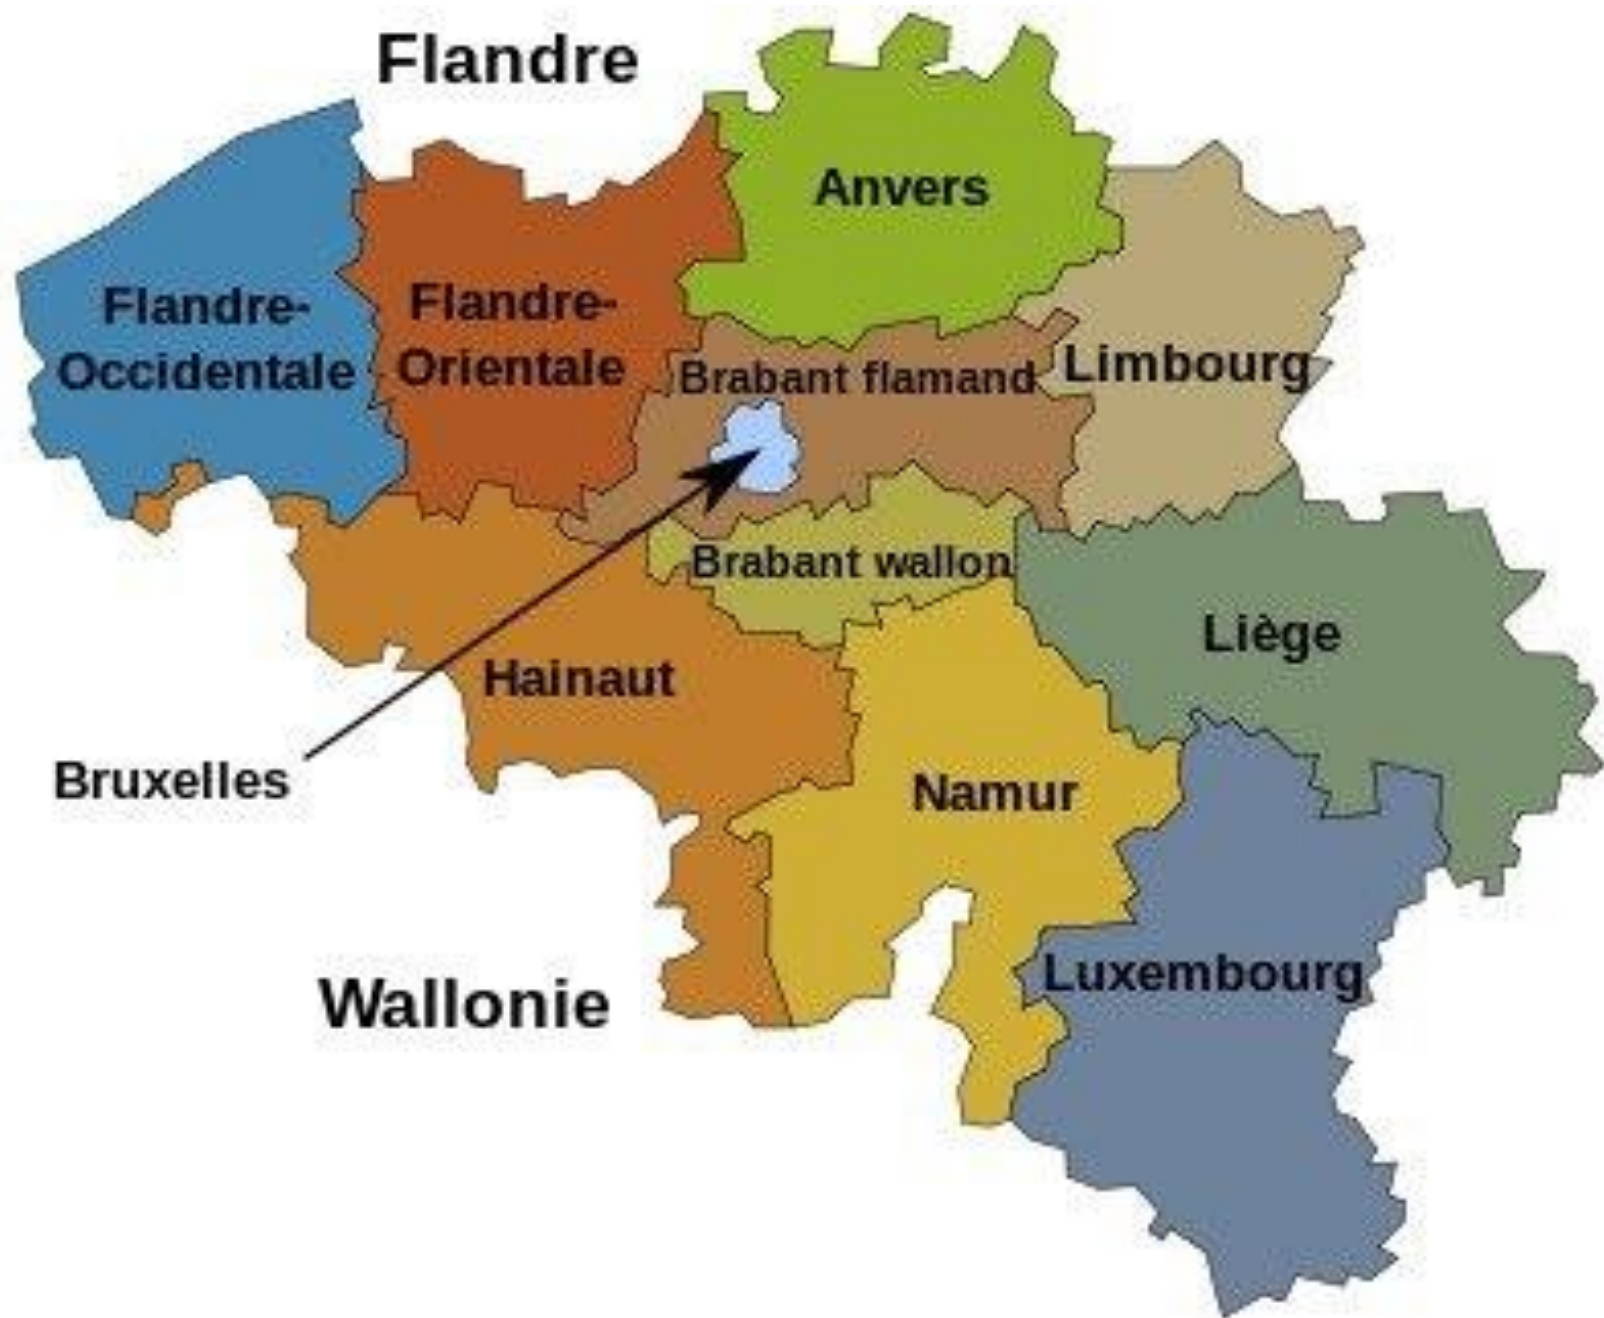 Flandre
Anvers
Flandre-
Occidentale
Flandre-
Orientale
Brabant flamand
Limbourg
Brabant wallon
Liège
Hainaut
Bruxelles
Namur
Luxembourg
Wallonie